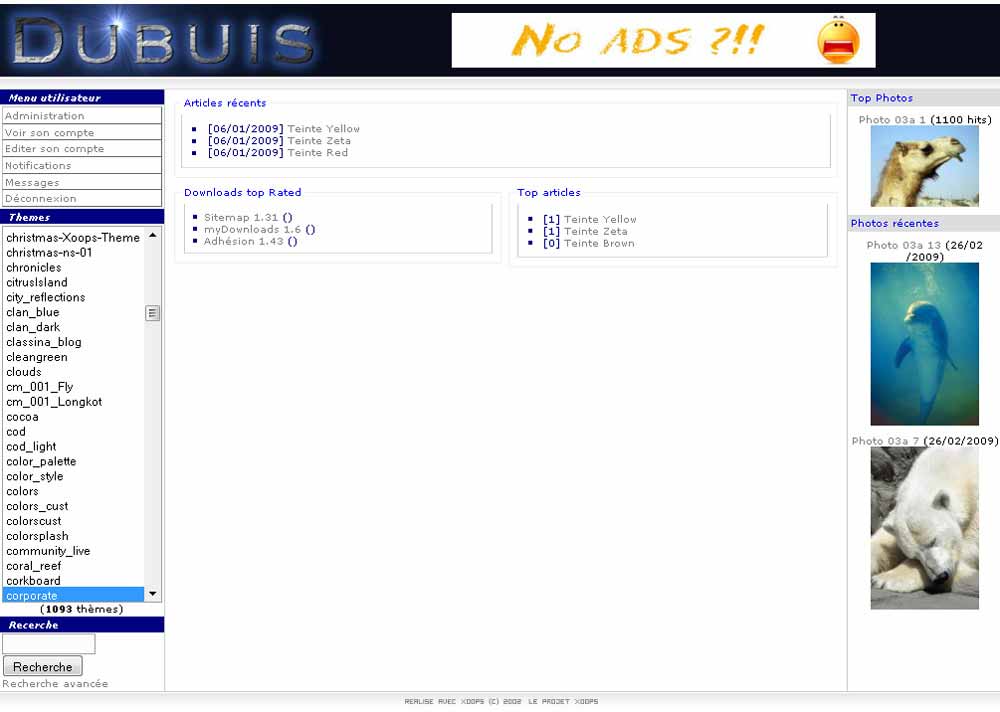 DUBUIS
No ADS ?!!
Menu utilisateur
Administration
Voir son compte
Editer son compte
Notifications
Messages
Déconnexion
Themes
christmas-Xoops-Theme
christmas-ns-01
chronicles
citrusIsland
city_reflections
clan_blue
clan_dark
classina_blog
cleangreen
clouds
cm_001_Fly
cm_001_Longkot
cocoa
cod
cod_light
color_palette
color_style
colors
colors_cust
colorscust
colorsplash
community_live
coral_reef
corkboard
corporate
(1093 thèmes)
Recerche
Recherche
Recherche avancée
Articles récents
[06/01/2009] Teinte Yellow
[06/01/2009] Teinte Zeta
[06/01/2009] Teinte Red
Downloads top Rated
Sitemap 1.31 ()
myDownloads 1.6 ()
Adhésion 1.43 ()
Top articles
[1] Teinte Yellow
[1] Teinte Zeta
[0] Teinte Brown
Top Photos
Photo 03a 1 (1100 hits)
Photos récentes
Photo 03a 13 (26/02
/2009)
Photo 03a 7 (26/02/2009)
REALISE AVEC XOOPS (C) 2002 LE PROJET XOOPS